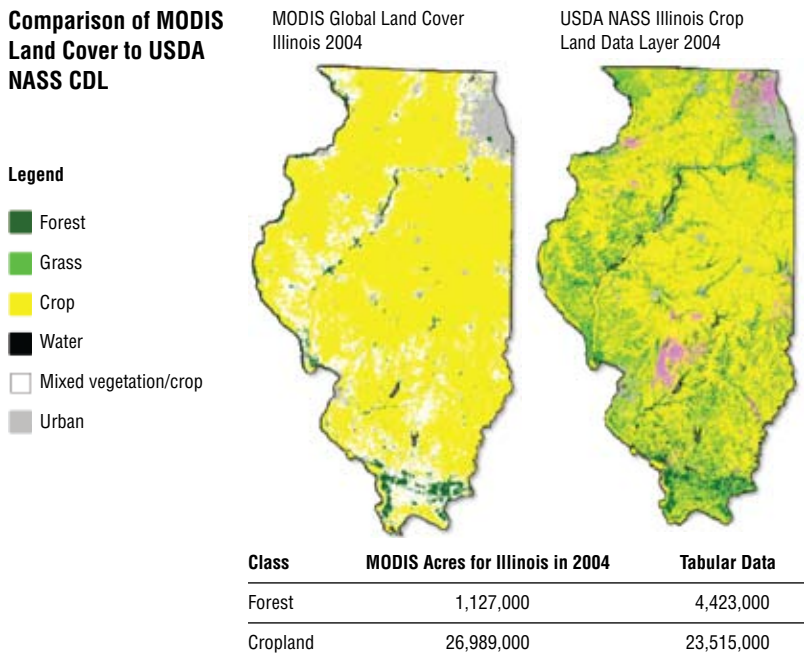 Comparison of MODIS
Land Cover to USDA
NASS CDL
MODIS Global Land Cover
Illinois 2004
USDA NASS Illinois Crop
Land Data Layer 2004
Legend
Forest
Grass
Crop
Water
Mixed vegetation/crop
Urban
Class MODIS Acres for Illinois in 2004 Tabular Data
Forest 1,127,000 4,423,000
Cropland 26,989,000 23,515,000